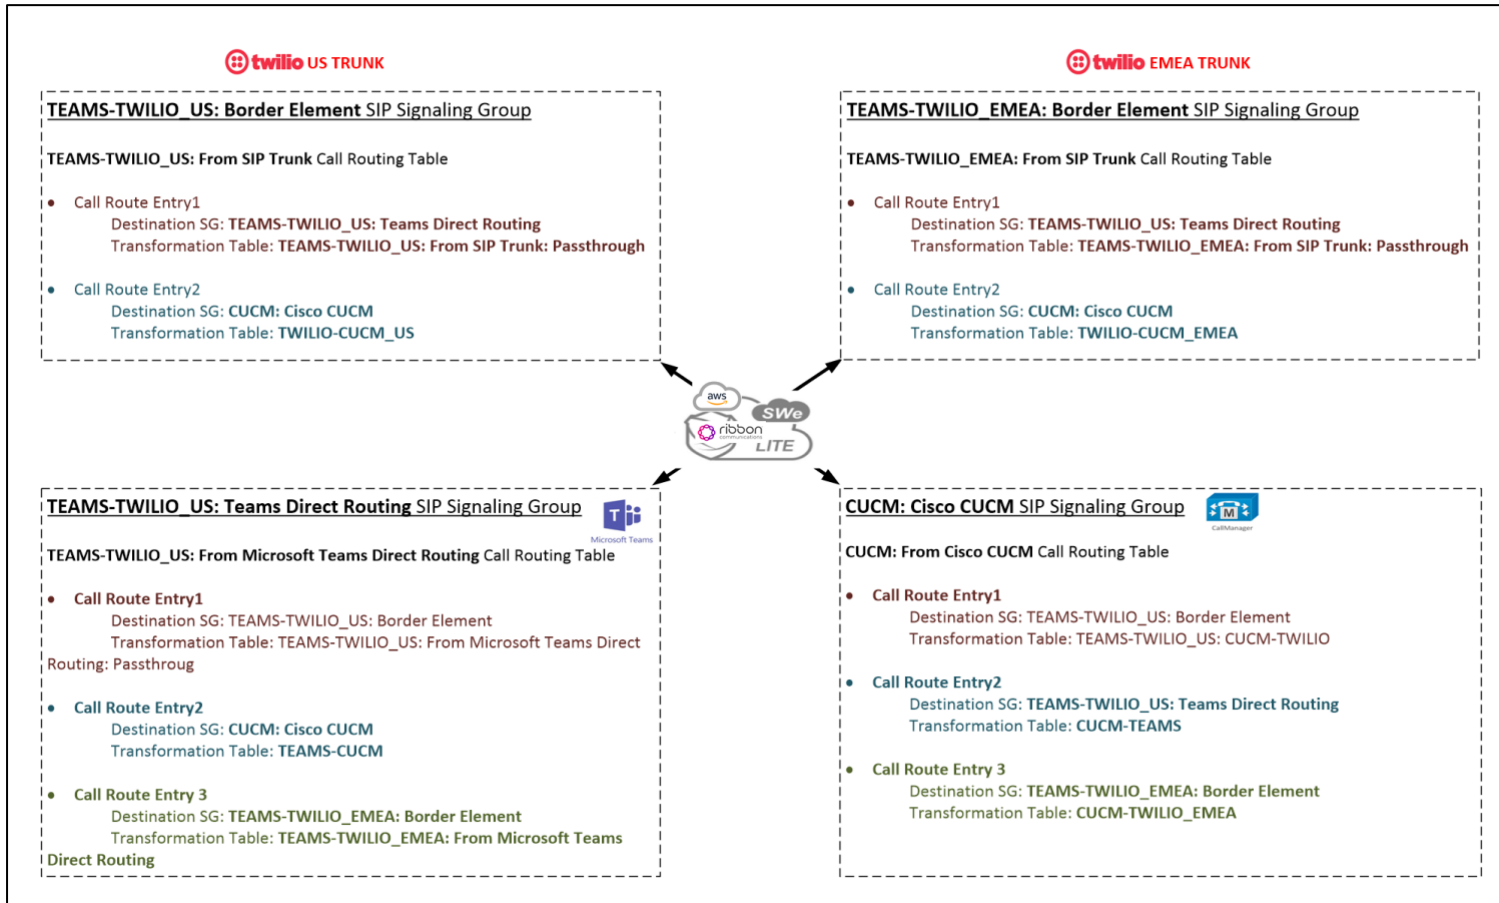 twilio US TRUNK
TEAMS-TWILIO_US: Border Element SIP Signaling Group
TEAMS-TWILIO_US: From SIP Trunk Call Routing Table
• Call Route Entry1
Destination SG: TEAMS-TWILIO_US: Teams Direct Routing
Transformation Table: TEAMS-TWILIO_US: From SIP Trunk: Passthrough
• Call Route Entry2
Destination SG: CUCM: Cisco CUCM
Transformation Table: TWILIO-CUCM_US
twilio EMEA TRUNK
TEAMS-TWILIO_EMEA: Border Element SIP Signaling Group
TEAMS-TWILIO_EMEA: From SIP Trunk Call Routing Table
• Call Route Entry1
Destination SG: TEAMS-TWILIO_US: Teams Direct Routing
Transformation Table: TEAMS-TWILIO_EMEA: From SIP Trunk: Passthrough
• Call Route Entry2
Destination SG: CUCM: Cisco CUCM
Transformation Table: TWILIO-CUCM_EMEA
aws
SWe
ribbon
communications
LITE
TEAMS-TWILIO_US: Teams Direct Routing SIP Signaling Group
T
Microsoft Teams
TEAMS-TWILIO_US: From Microsoft Teams Direct Routing Call Routing Table
• Call Route Entry1
Destination SG: TEAMS-TWILIO_US: Border Element
Transformation Table: TEAMS-TWILIO_US: From Microsoft Teams Direct
Routing: Passthroug
• Call Route Entry2
Destination SG: CUCM: Cisco CUCM
Transformation Table: TEAMS-CUCM
• Call Route Entry 3
Destination SG: TEAMS-TWILIO_EMEA: Border Element
Transformation Table: TEAMS-TWILIO_EMEA: From Microsoft Teams
Direct Routing
CUCM: Cisco CUCM SIP Signaling Group
M
CallManager
CUCM: From Cisco CUCM Call Routing Table
• Call Route Entry1
Destination SG: TEAMS-TWILIO_US: Border Element
Transformation Table: TEAMS-TWILIO_US: CUCM-TWILIO
• Call Route Entry2
Destination SG: TEAMS-TWILIO_US: Teams Direct Routing
Transformation Table: CUCM-TEAMS
• Call Route Entry 3
Destination SG: TEAMS-TWILIO_EMEA: Border Element
Transformation Table: CUCM-TWILIO_EMEA